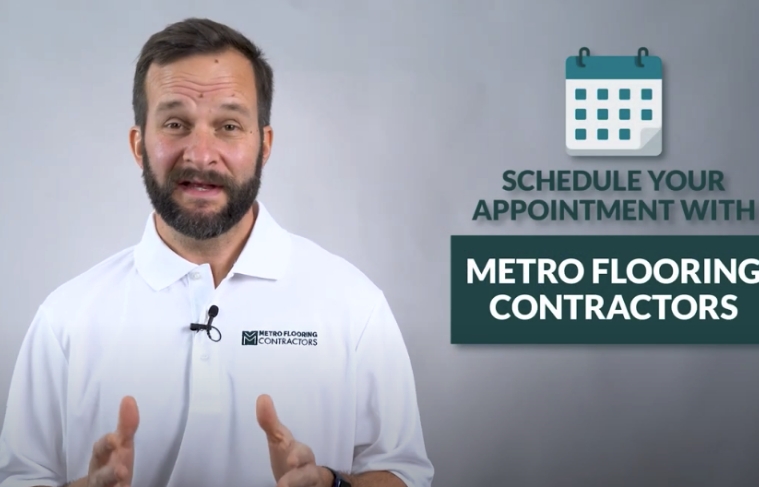 SCHEDULE YOUR
APPOINTMENT WITH
METRO FLOORING
CONTRACTORS
METRO FLOORING
CONTRACTORS